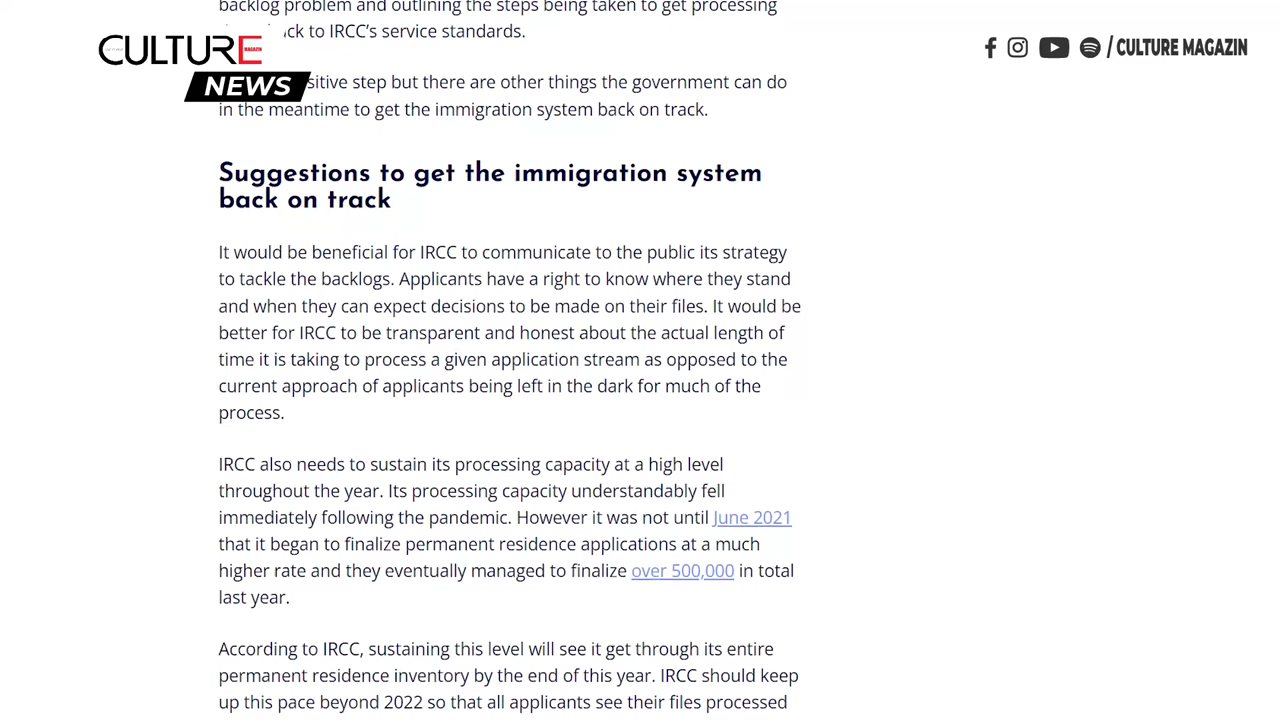 backlog problem and outlining the steps being taken to get processing
back to IRCC’s service standards.
CULTURE
MAGAZIN
NEWS
/ CULTURE MAGAZIN
step but there are other things the government can do
in the meantime to get the immigration system back on track.
Suggestions to get the immigration system
back on track
It would be beneficial for IRCC to communicate to the public its strategy
to tackle the backlogs. Applicants have a right to know where they stand
and when they can expect decisions to be made on their files. It would be
better for IRCC to be transparent and honest about the actual length of
time it is taking to process a given application stream as opposed to the
current approach of applicants being left in the dark for much of the
process.
IRCC also needs to sustain its processing capacity at a high level
throughout the year. Its processing capacity understandably fell
immediately following the pandemic. However it was not until June 2021
that it began to finalize permanent residence applications at a much
higher rate and they eventually managed to finalize over 500,000 in total
last year.
According to IRCC, sustaining this level will see it get through its entire
permanent residence inventory by the end of this year. IRCC should keep
up this pace beyond 2022 so that all applicants see their files processed